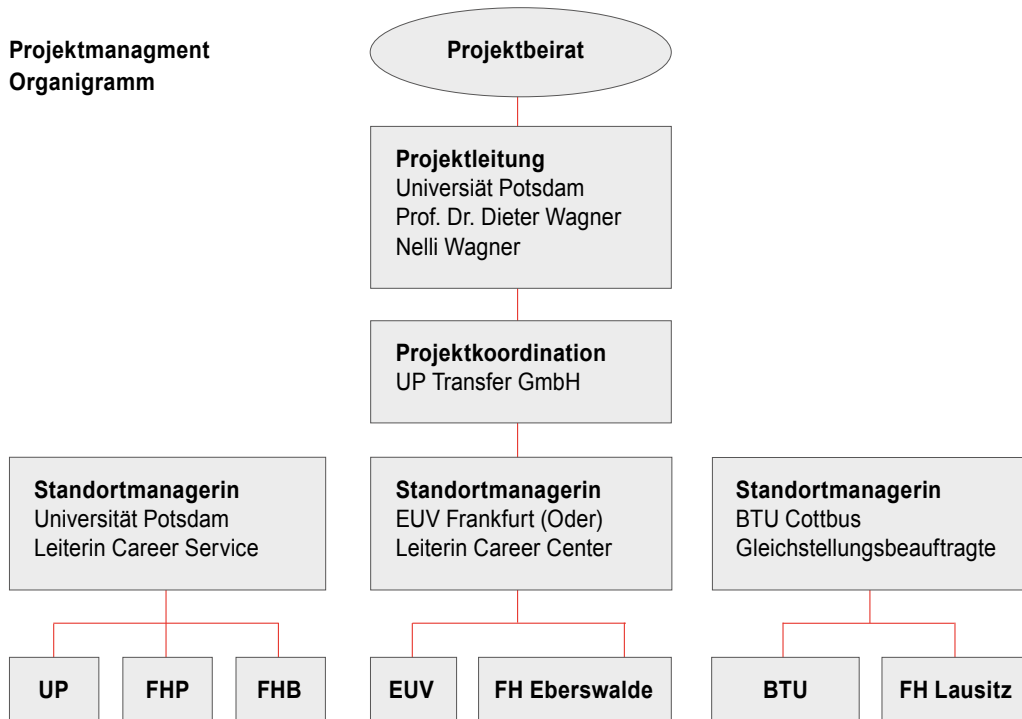 Projektmanagment
Organigramm
Projektbeirat
Projektleitung
Universiät Potsdam
Prof. Dr. Dieter Wagner
Nelli Wagner
Projektkoordination
UP Transfer GmbH
Standortmanagerin
Universität Potsdam
Leiterin Career Service
Standortmanagerin
EUV Frankfurt (Oder)
Leiterin Career Center
Standortmanagerin
BTU Cottbus
Gleichstellungsbeauftragte
UP
FHP
FHB
EUV
FH Eberswalde
BTU
FH Lausitz